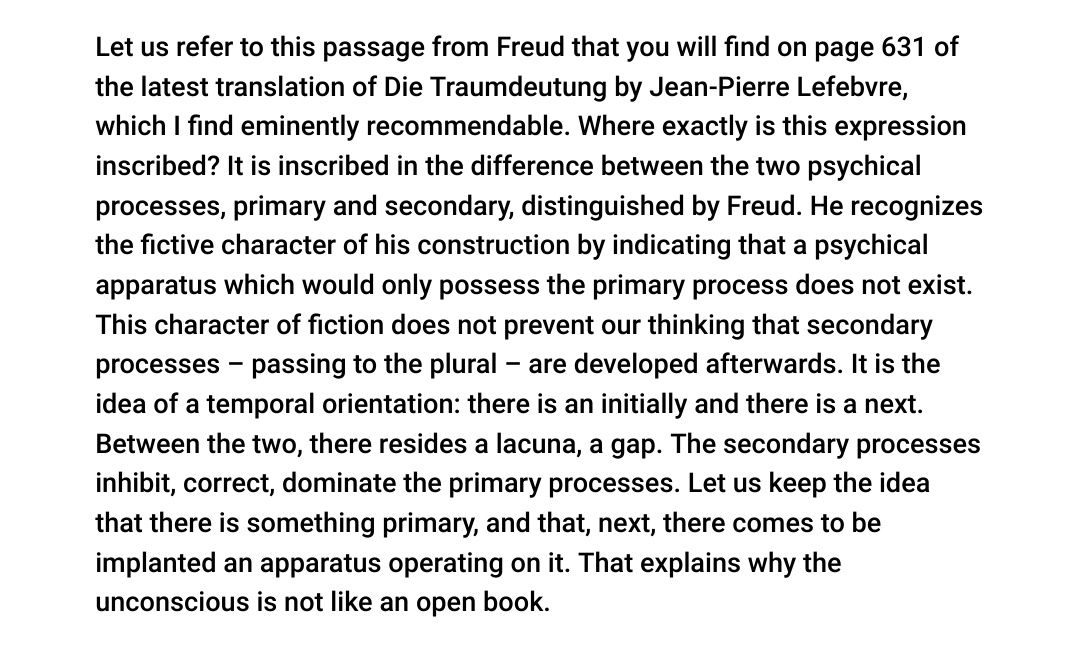 Let us refer to this passage from Freud that you will find on page 631 of
the latest translation of Die Traumdeutung by Jean-Pierre Lefebvre,
which I find eminently recommendable. Where exactly is this expression
inscribed? It is inscribed in the difference between the two psychical
processes, primary and secondary, distinguished by Freud. He recognizes
the fictive character of his construction by indicating that a psychical
apparatus which would only possess the primary process does not exist.
This character of fiction does not prevent our thinking that secondary
processes – passing to the plural – are developed afterwards. It is the
idea of a temporal orientation: there is an initially and there is a next.
Between the two, there resides a lacuna, a gap. The secondary processes
inhibit, correct, dominate the primary processes. Let us keep the idea
that there is something primary, and that, next, there comes to be
implanted an apparatus operating on it. That explains why the
unconscious is not like an open book.